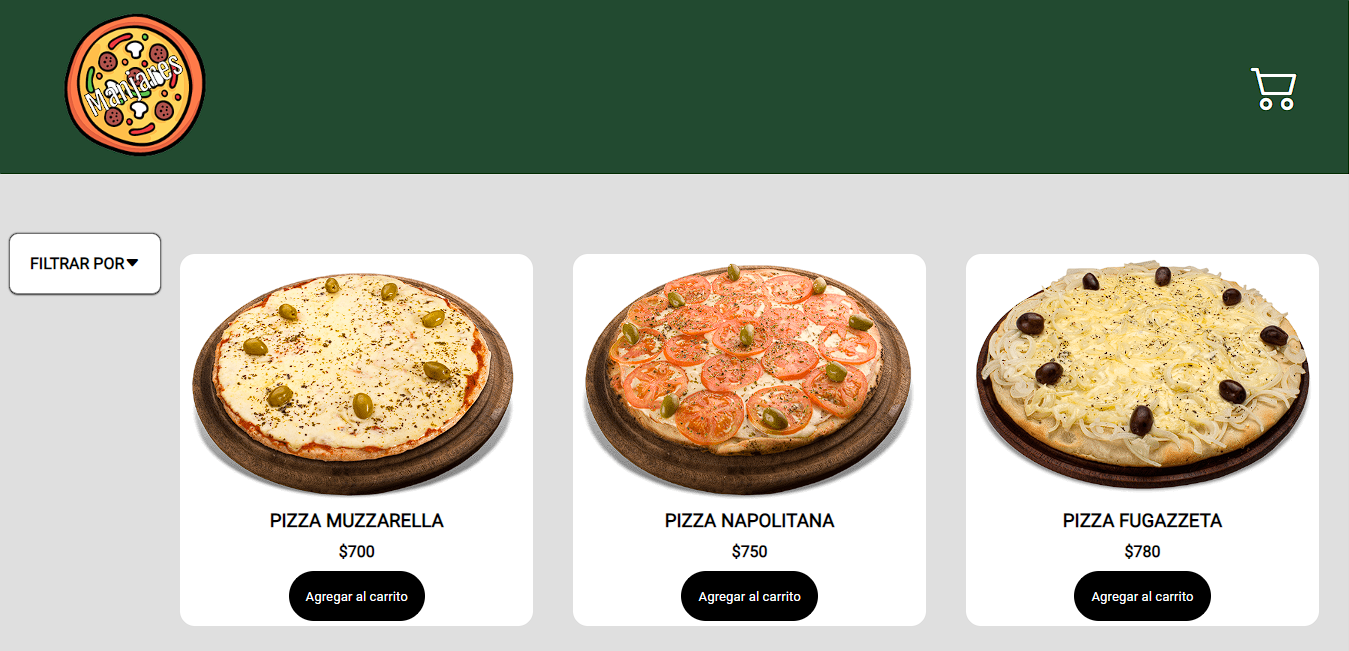 Manjares
FILTRAR POR
PIZZA MUZZARELLA
$700
Agregar al carrito
PIZZA NAPOLITANA
$750
Agregar al carrito
PIZZA FUGAZZETA
$780
Agregar al carrito